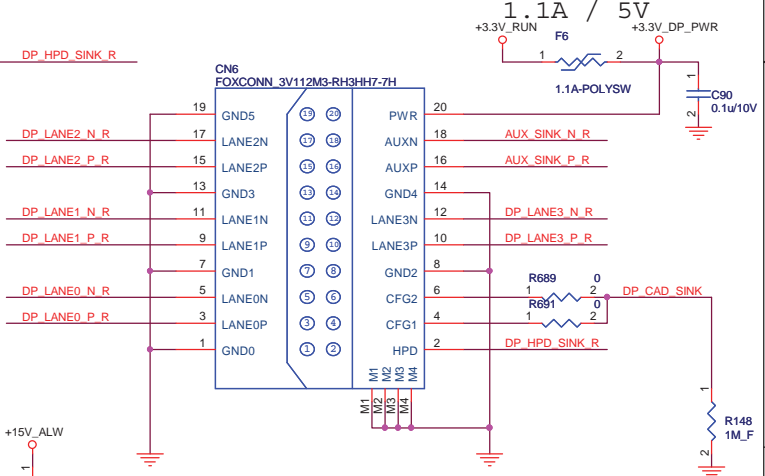 1.1A / 5V
+3.3V_RUN
F6
+3.3V_DP_PWR
1
2
1.1A-POLYSW
1
2
C90
0.1u/10V
DP_HPD_SINK_R
CN6
FOXCONN_3V112M3-RH3HH7-7H
19 GND5 19 20 PWR 20
DP_LANE2_N_R 17 LANE2N 17 18 AUXN 18 AUX_SINK_N_R
DP_LANE2_P_R 15 LANE2P 15 16 AUXP 16 AUX_SINK_P_R
13 GND3 13 14 GND4 14
DP_LANE1_N_R 11 LANE1N 11 12 LANE3N 12 DP_LANE3_N_R
DP_LANE1_P_R 9 LANE1P 9 10 LANE3P 10 DP_LANE3_P_R
7 GND1 7 8 GND2 8
R689 0
DP_LANE0_N_R 5 LANE0N 5 6 CFG2 6 1 2 DP_CAD_SINK
R691 0
DP_LANE0_P_R 3 LANE0P 3 4 CFG1 4 1 2
1 GND0 1 2 HPD 2 DP_HPD_SINK_R
M1 M2 M3 M4
M1 M2 M3 M4
1
R148
1M_F
2
+15V_ALW
1